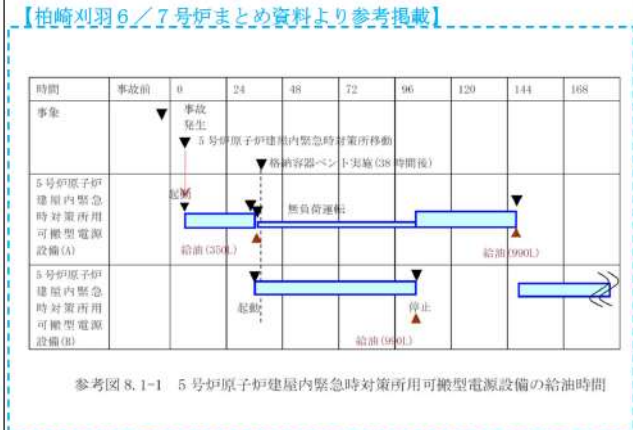 【柏崎刈羽６／７号炉まとめ資料より参考掲載】
時間 事故前 0 24 48 72 96 120 144 168
事象
事故
発生
５号炉原子炉建屋内緊急時対策所移動
格納容器ベント実施(38 時間後)
５号炉原子炉
建屋内緊急
時対策所用
可搬型電源
設備(A)
起動
無負荷運転
給油(350L)
給油(990L)
５号炉原子炉
建屋内緊急
時対策所用
可搬型電源
設備(B)
起動
停止
給油(990L)
参考図 8.1-1 ５号炉原子炉建屋内緊急時対策所用可搬型電源設備の給油時間